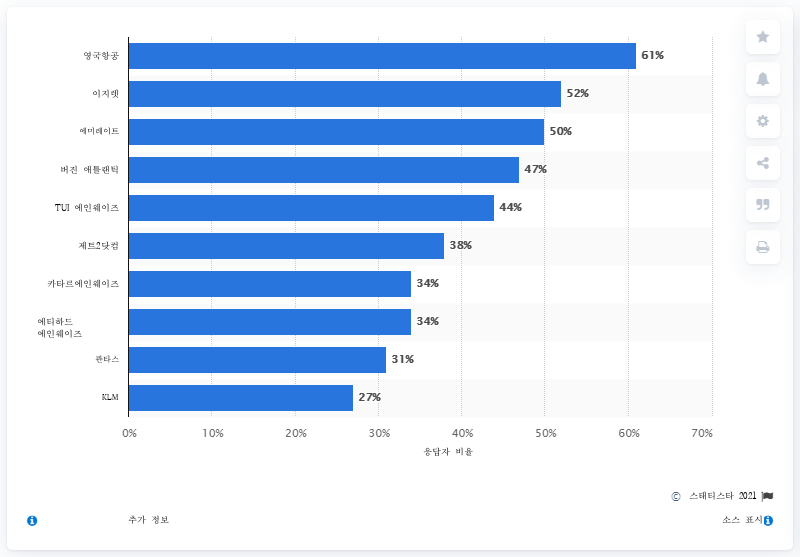 영국항공
61%
이지젯
52%
에미레이트
50%
버진 애틀랜틱
47%
TUI 에인웨이즈
44%
제트2닷컴
38%
카타르에인웨이즈
34%
에티하드
에인웨이즈
34%
콴타스
31%
KLM
27%
0% 10% 20% 30% 40% 50% 60% 70%
응답자 비율
© 스태티스타 2021
추가 정보
소스 표시